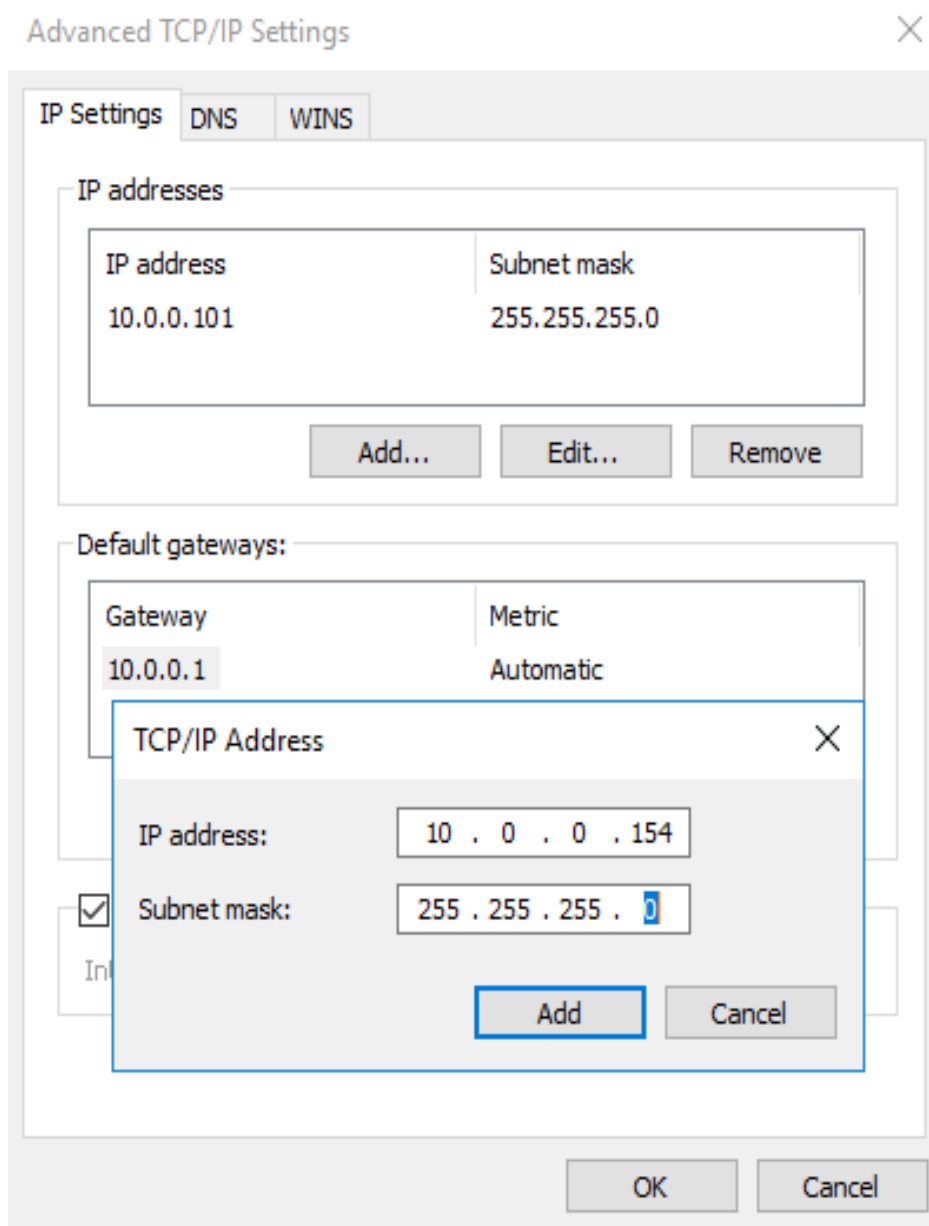 Advanced TCP/IP Settings
IP Settings DNS WINS
IP addresses
IP address Subnet mask
10.0.0.101 255.255.255.0
Add... Edit... Remove
Default gateways:
Gateway Metric
10.0.0.1 Automatic
TCP/IP Address
IP address: 10 . 0 . 0 . 154
Subnet mask: 255 . 255 . 255 . 0
Add Cancel
OK Cancel